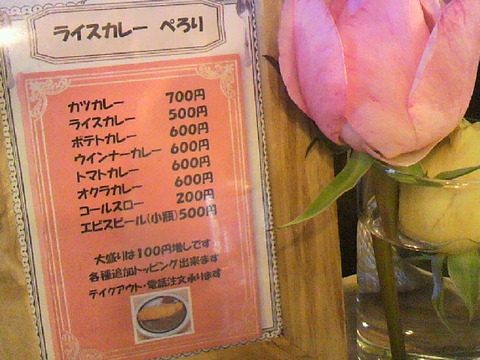 ライスカレー ぺろり
カツカレー 700円
ライスカレー 500円
ポテトカレー 600円
ウインナーカレー 600円
トマトカレー 600円
オクラカレー 600円
コールスロー 200円
エビスビール(小瓶) 500円
大盛りは100円増しです
各種追加トッピング出来ます
テイクアウト・電話注文承ります